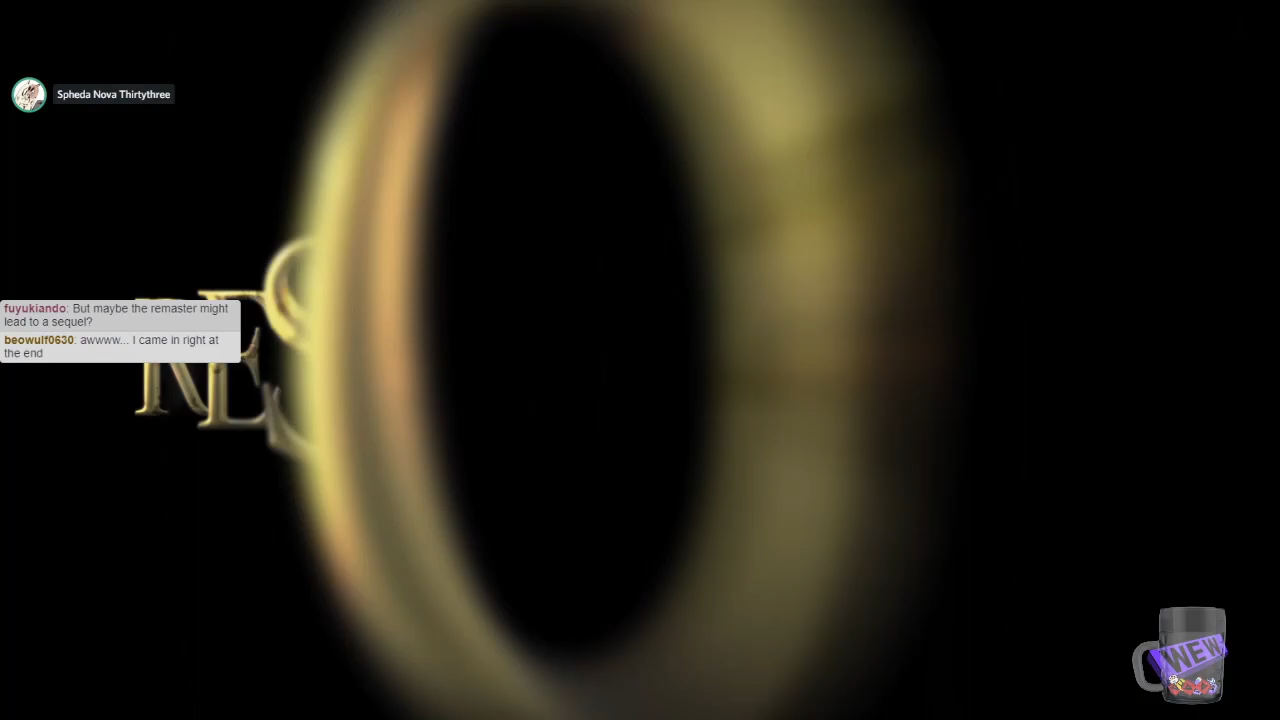 Spheda Nova Thirtythree
fuyukiando: But maybe the remaster might
lead to a sequel?
beowulf0630: awwww... I came in right at
the end
WEW